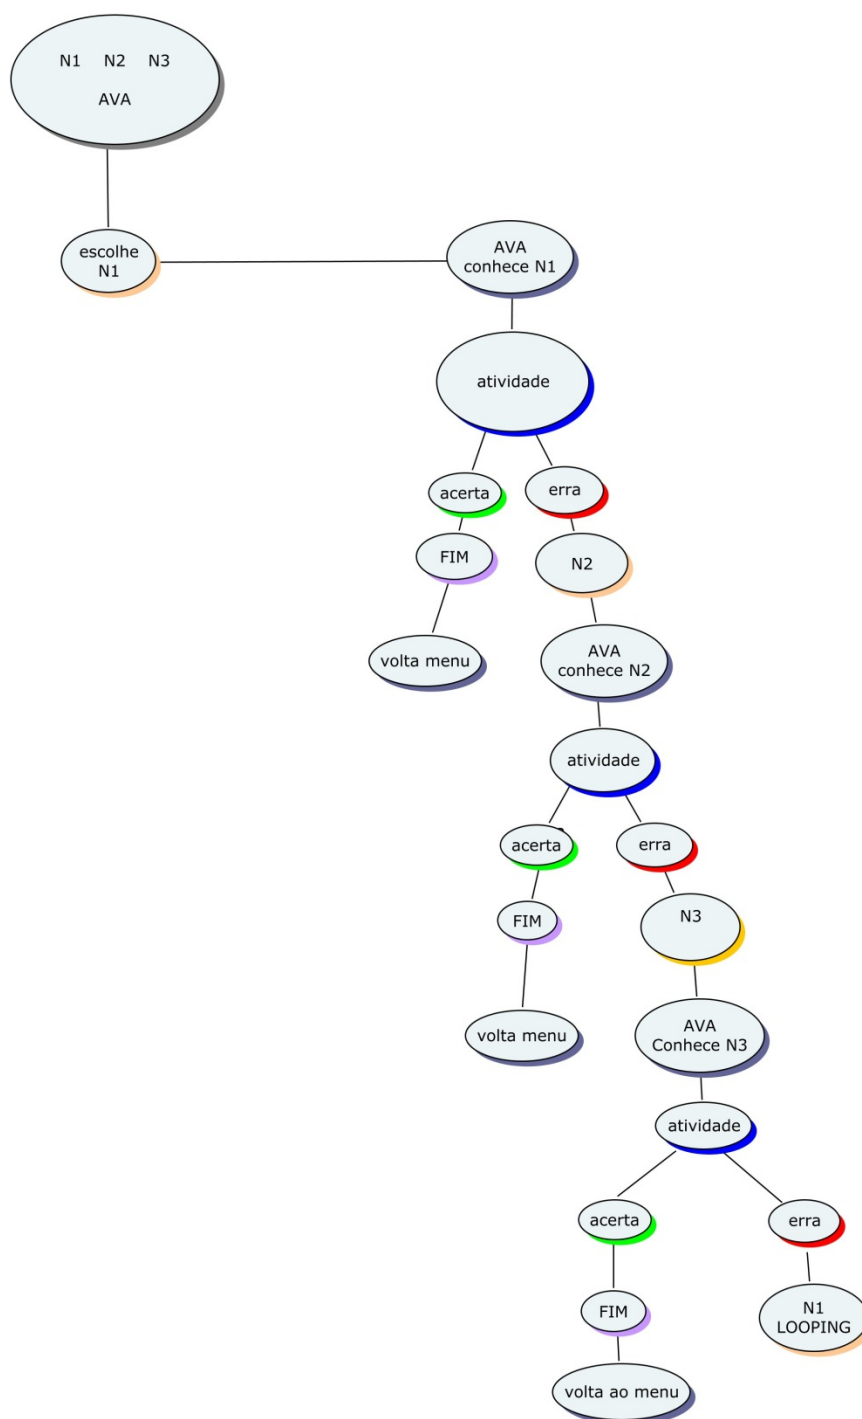 N1 N2 N3
AVA
escolhe
N1
AVA
conhece N1
atividade
acerta
erra
FIM
N2
volta menu
AVA
conhece N2
atividade
acerta
erra
FIM
N3
volta menu
AVA
Conhece N3
atividade
acerta
erra
FIM
N1
LOOPING
volta ao menu